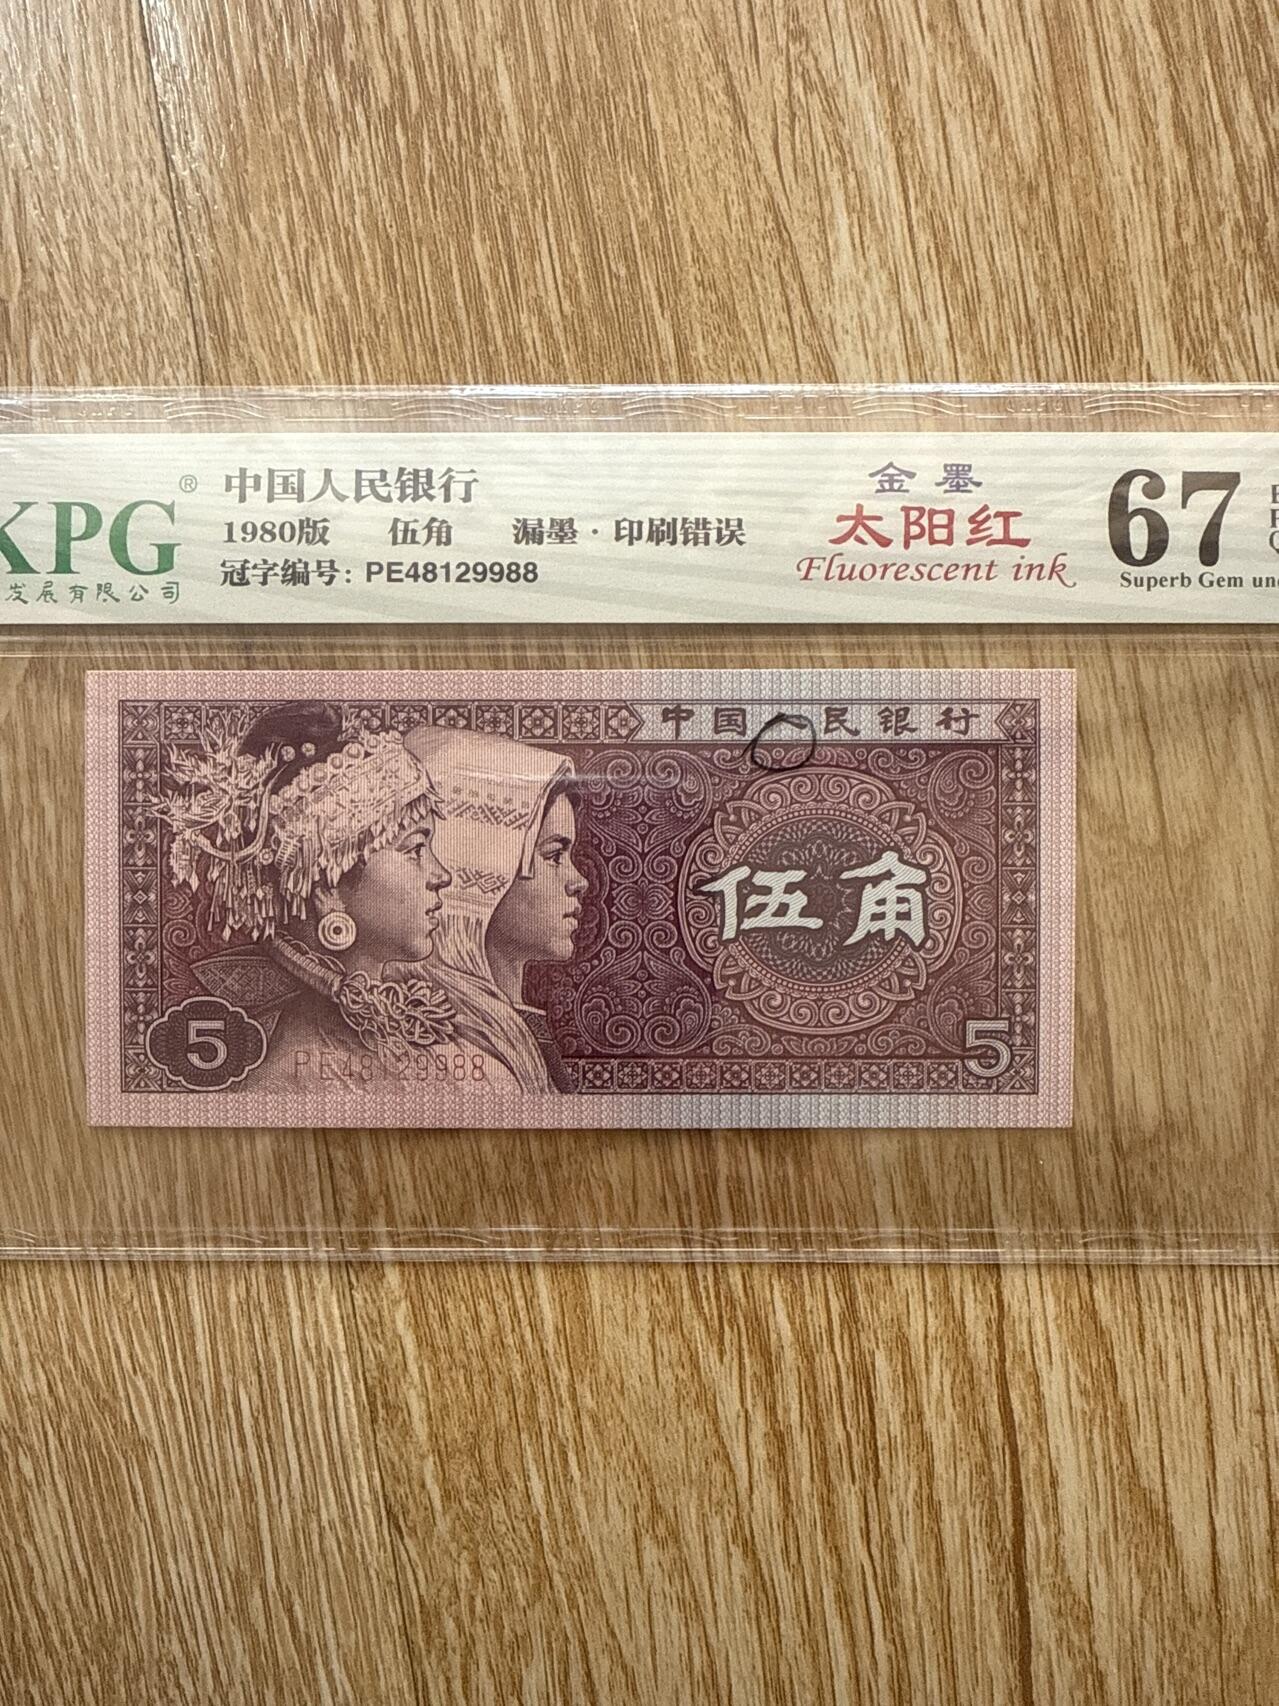 中国人民银行
1980版 伍角 漏墨·印刷错误
冠字编号: PE48129988
KPG®
发展有限公司
金墨
太阳红
Fluorescent ink
67
Superb Gem
中国人民银行
伍角
5
PE48129988
5